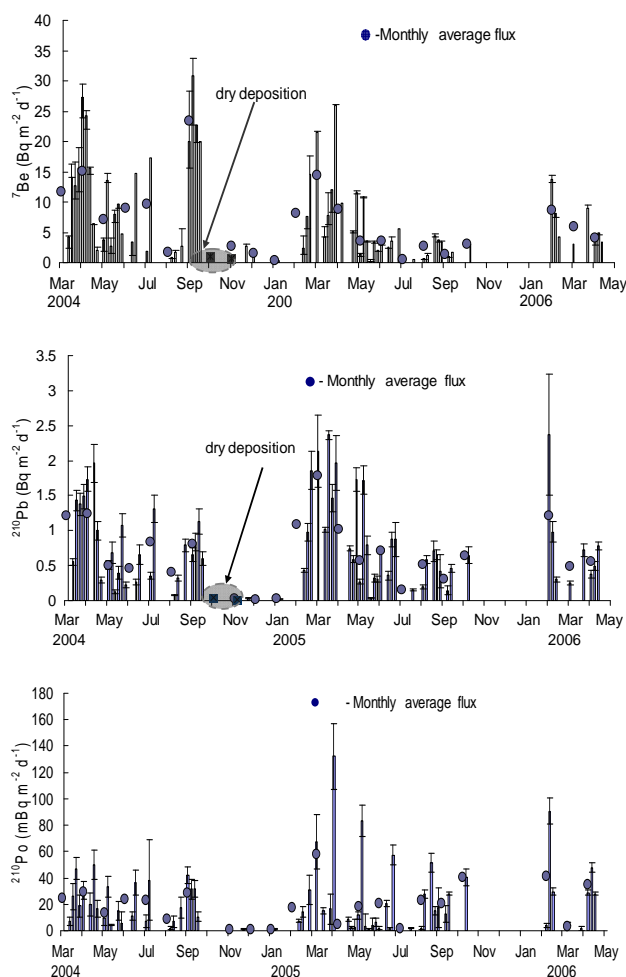 40
35
30
25
20
15
10
5
0
⁷Be (Bq m⁻² d⁻¹)
-Monthly average flux
dry deposition
Mar May Jul Sep Nov Jan Mar May Jul Sep Nov Jan Mar May
2004 200 2006
3.5
3
2.5
2
1.5
1
0.5
0
²¹⁰Pb (Bq m⁻² d⁻¹)
- Monthly average flux
dry deposition
Mar May Jul Sep Nov Jan Mar May Jul Sep Nov Jan Mar May
2004 2005 2006
180
160
140
120
100
80
60
40
20
0
²¹⁰Po (mBq m⁻² d⁻¹)
- Monthly average flux
Mar May Jul Sep Nov Jan Mar May Jul Sep Nov Jan Mar May
2004 2005 2006